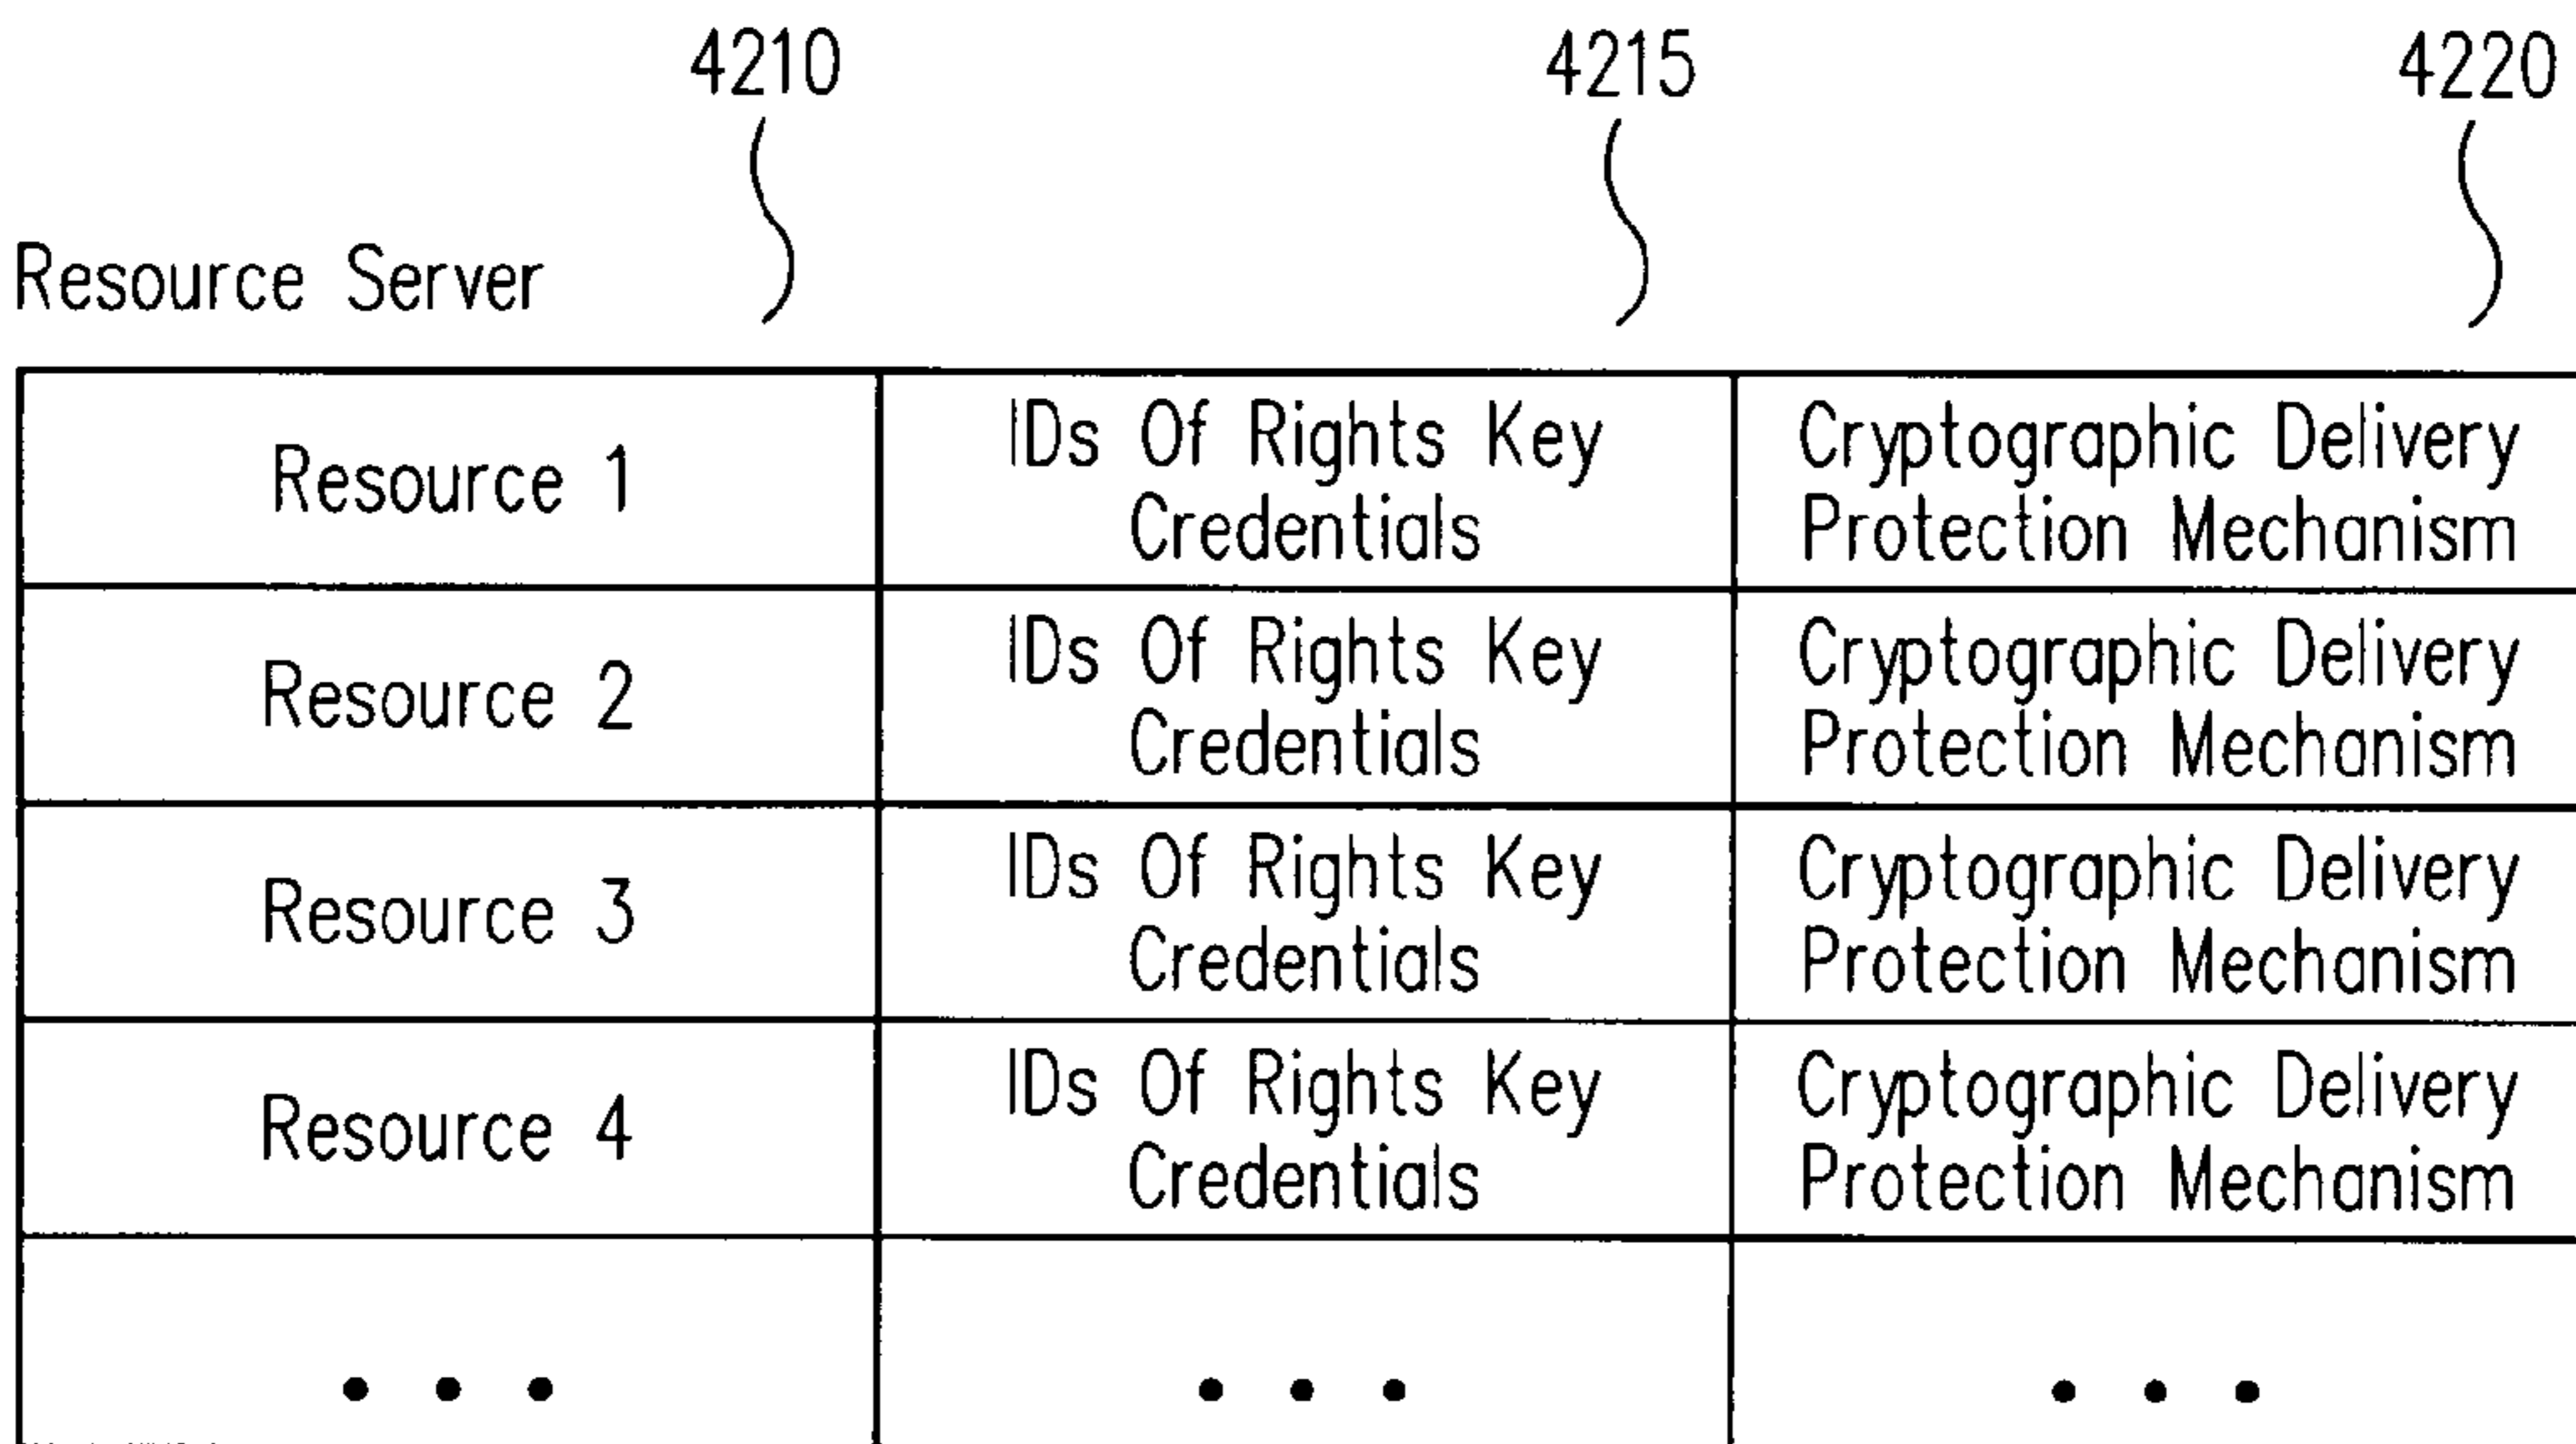 4210 4215 4220
Resource Server
Resource 1 IDs Of Rights Key Cryptographic Delivery
Credentials Protection Mechanism
Resource 2 IDs Of Rights Key Cryptographic Delivery
Credentials Protection Mechanism
Resource 3 IDs Of Rights Key Cryptographic Delivery
Credentials Protection Mechanism
Resource 4 IDs Of Rights Key Cryptographic Delivery
Credentials Protection Mechanism
• • • • • • • • •